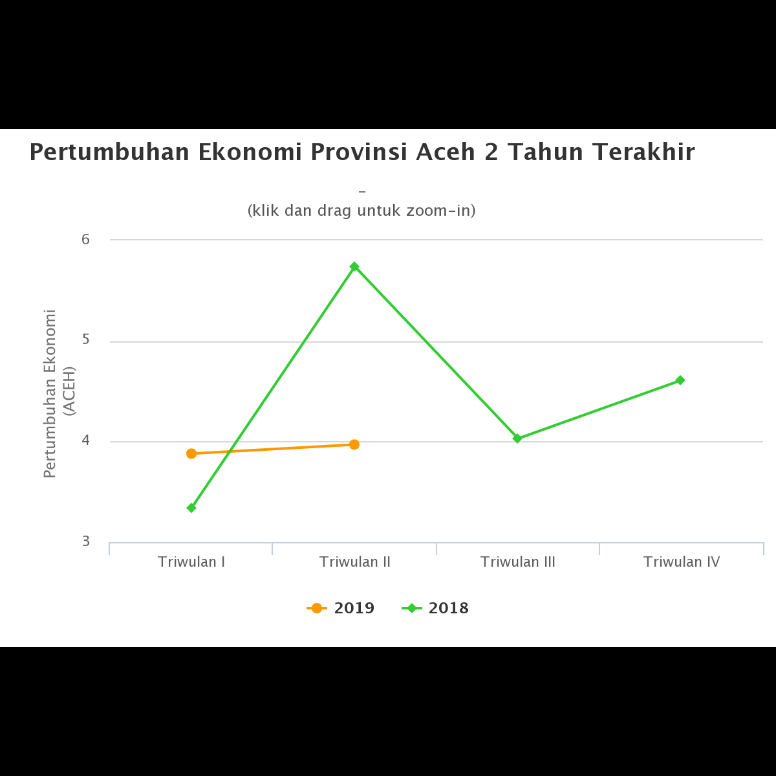 Pertumbuhan Ekonomi Provinsi Aceh 2 Tahun Terakhir
–
(klik dan drag untuk zoom-in)
6
5
4
3
Pertumbuhan Ekonomi
(ACEH)
Triwulan I Triwulan II Triwulan III Triwulan IV
2019 2018